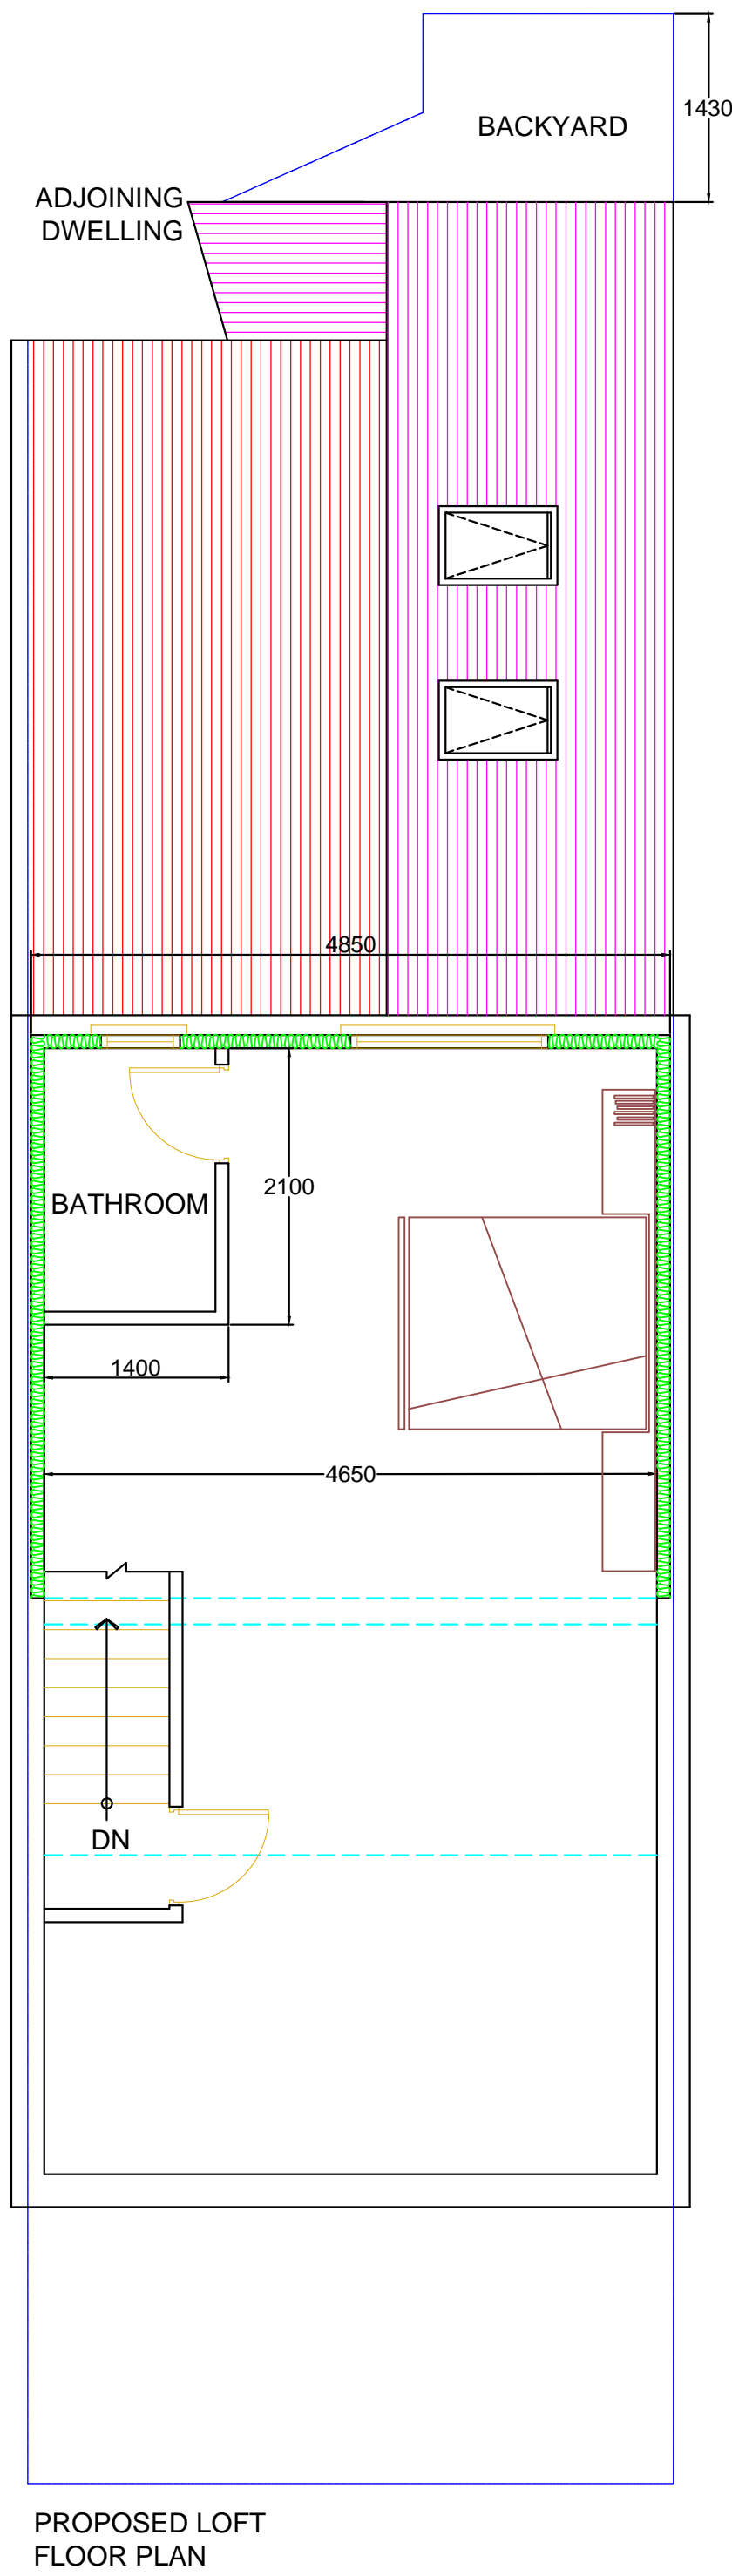 1430
BACKYARD
ADJOINING
DWELLING
4850
2100
BATHROOM
1400
4650
DN
PROPOSED LOFT
FLOOR PLAN